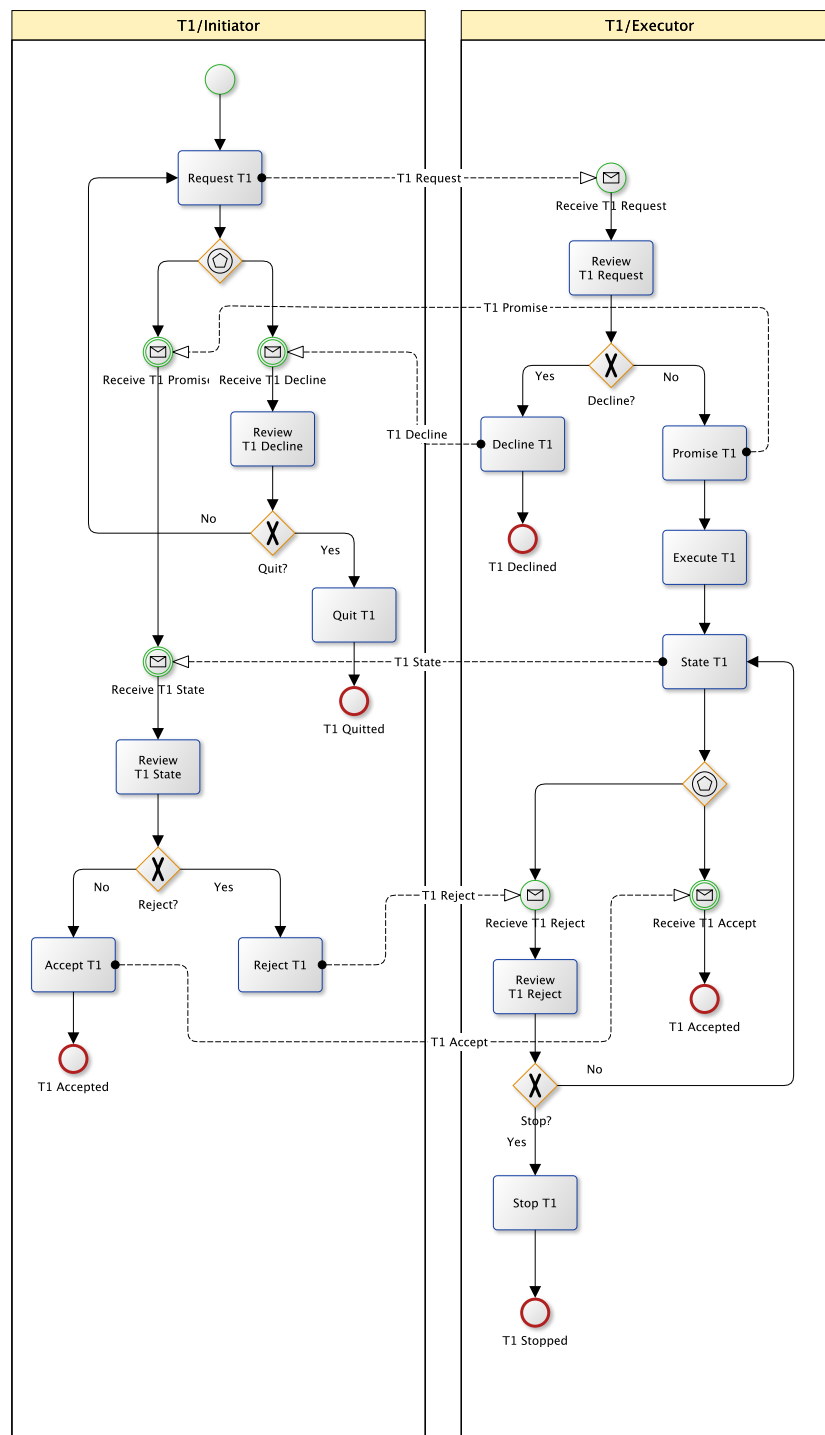 T1/Initiator
T1/Executor
Request T1
T1 Request
Receive T1 Request
Review
T1 Request
T1 Promise
Receive T1 Promis
Receive T1 Decline
Yes
No
Decline?
Review
T1 Decline
T1 Decline
Decline T1
Promise T1
No
Yes
Quit?
T1 Declined
Execute T1
Quit T1
T1 State
State T1
Receive T1 State
T1 Quitted
Review
T1 State
No
Yes
Reject?
T1 Reject
Recieve T1 Reject
Receive T1 Accept
Accept T1
Reject T1
Review
T1 Reject
T1 Accepted
T1 Accept
T1 Accepted
No
Stop?
Yes
Stop T1
T1 Stopped